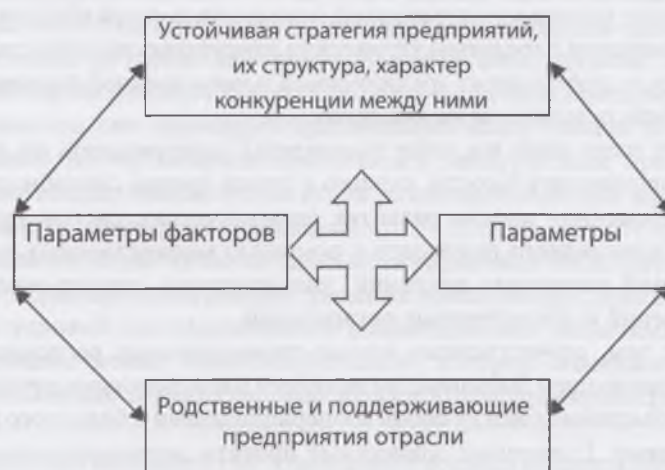 Устойчивая стратегия предприятий,
их структура, характер
конкуренции между ними
Параметры факторов
Параметры
Родственные и поддерживающие
предприятия отрасли